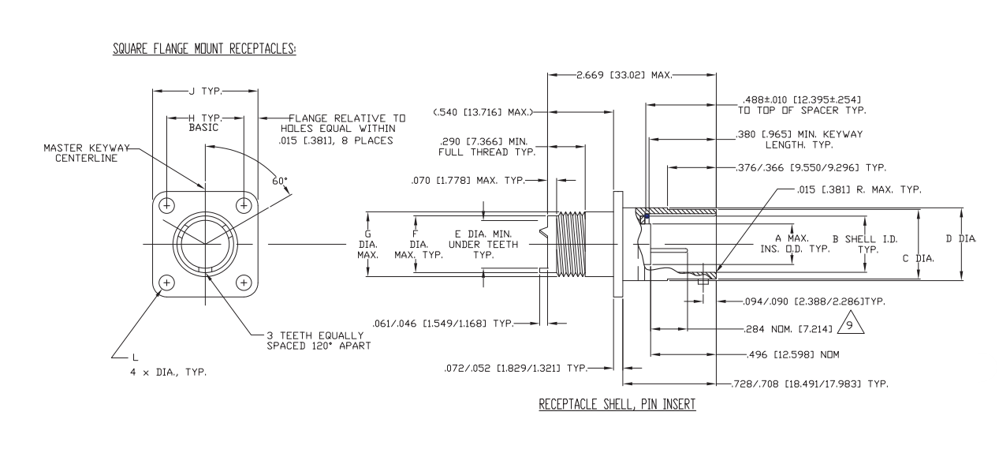 SQUARE FLANGE MOUNT RECEPTACLES:
J TYP.
H TYP.
BASIC
FLANGE RELATIVE TO
HOLES EQUAL WITHIN
.015 [.381], 8 PLACES
MASTER KEYWAY
CENTERLINE
60°
3 TEETH EQUALLY
SPACED 120° APART
L
4 x DIA., TYP.
2.669 [33.02] MAX.
(.540 [13.716] MAX.)
.290 [7.366] MIN.
FULL THREAD TYP.
.070 [1.778] MAX. TYP.
G
DIA.
MAX.
F
DIA.
MAX. TYP.
E DIA. MIN.
UNDER TEETH
TYP.
.061/.046 [1.549/1.168] TYP.
.072/.052 [1.829/1.321] TYP.
.488±.010 [12.395±.254]
TO TOP OF SPACER TYP.
.380 [.965] MIN. KEYWAY
LENGTH. TYP.
.376/.366 [9.550/9.296] TYP.
.015 [.381] R. MAX. TYP.
A MAX.
INS. O.D. TYP.
B SHELL I.D.
TYP.
C DIA.
D DIA.
.094/.090 [2.388/2.286]TYP.
.284 NOM. [7.214]
9
.496 [12.598] NOM
.728/.708 [18.491/17.983] TYP.
RECEPTACLE SHELL, PIN INSERT